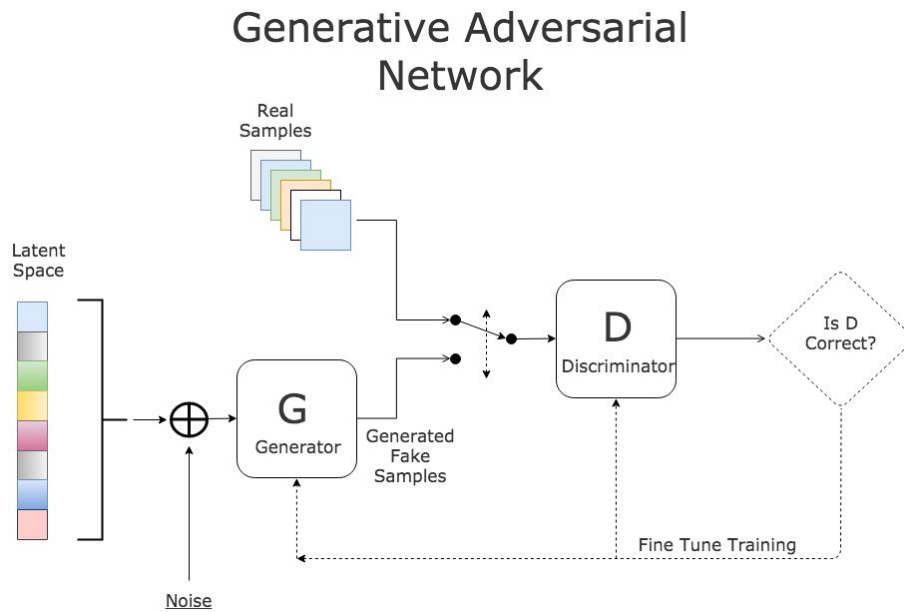 Generative Adversarial
Network
Real
Samples
Latent
Space
D
Discriminator
Is D
Correct?
G
Generator
Generated
Fake
Samples
Fine Tune Training
Noise